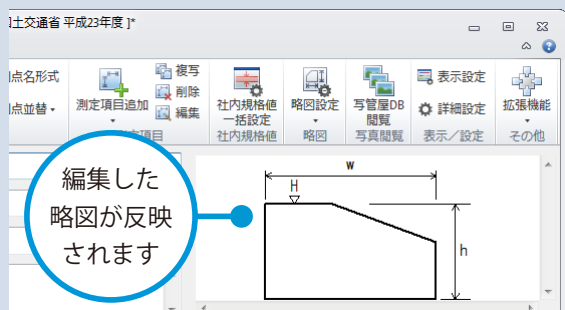 土交通省 平成23年度 ]*
点名形式
点並替
測定項目追加
複写
削除
編集
社内規格値
一括設定
略図設定
写管屋DB
閲覧
表示設定
詳細設定
拡張機能
項目
社内規格値
略図
写真閲覧
表示／設定
その他
編集した
略図が反映
されます
w
H
h